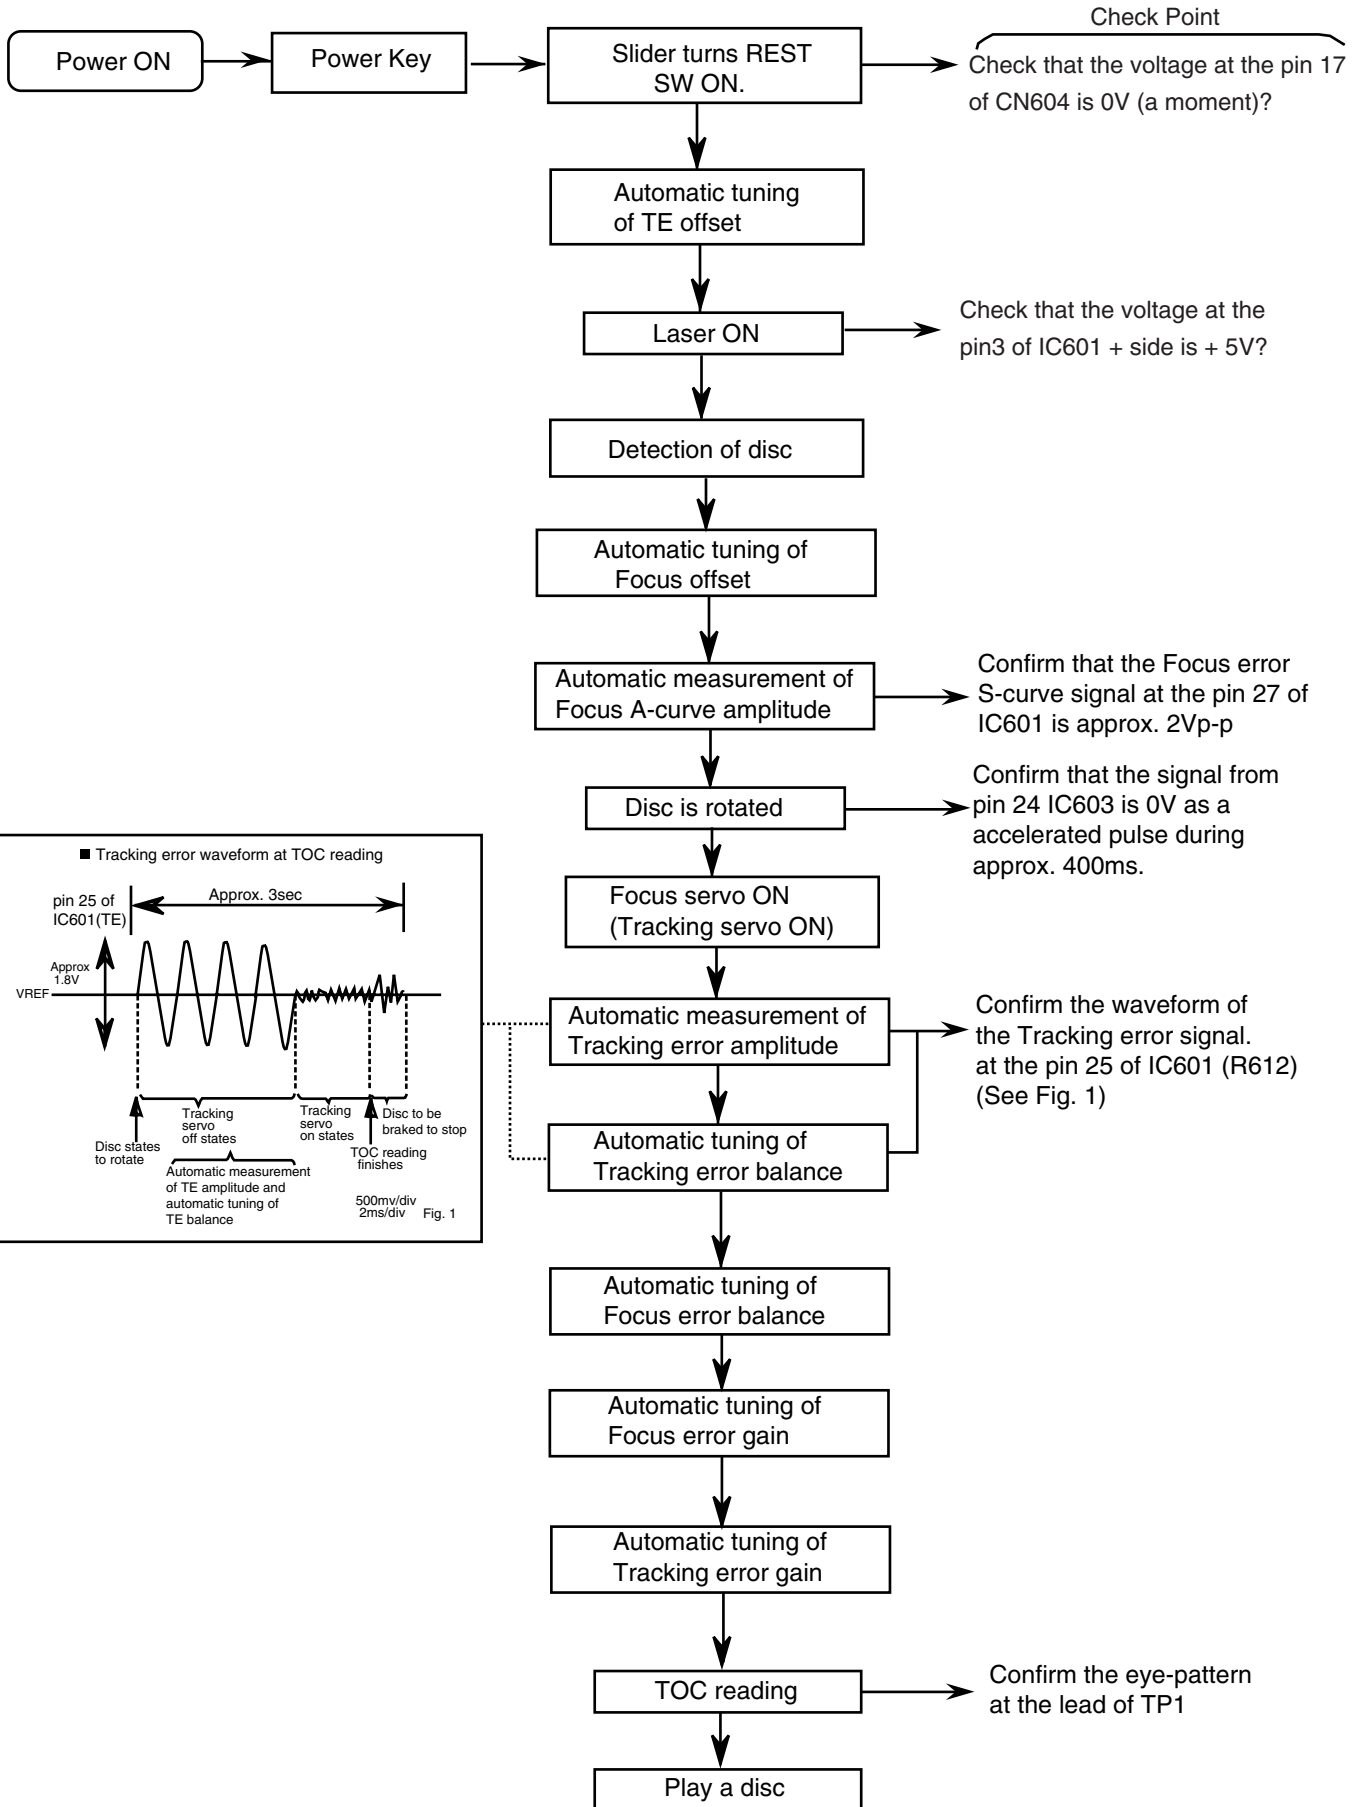 Check Point
Power ON
Power Key
Slider turns REST
SW ON.
Check that the voltage at the pin 17
of CN604 is 0V (a moment)?
Automatic tuning
of TE offset
Laser ON
Check that the voltage at the
pin3 of IC601 + side is + 5V?
Detection of disc
Automatic tuning of
Focus offset
Automatic measurement of
Focus A-curve amplitude
Confirm that the Focus error
S-curve signal at the pin 27 of
IC601 is approx. 2Vp-p
Disc is rotated
Confirm that the signal from
pin 24 IC603 is 0V as a
accelerated pulse during
approx. 400ms.
Focus servo ON
(Tracking servo ON)
■ Tracking error waveform at TOC reading
pin 25 of
IC601(TE)
Approx. 3sec
Approx
1.8V
VREF
Disc states
to rotate
Tracking
servo
off states
Tracking
servo
on states
Disc to be
braked to stop
TOC reading
finishes
Automatic measurement
of TE amplitude and
automatic tuning of
TE balance
500mv/div
2ms/div
Fig. 1
Automatic measurement of
Tracking error amplitude
Confirm the waveform of
the Tracking error signal.
at the pin 25 of IC601 (R612)
(See Fig. 1)
Automatic tuning of
Tracking error balance
Automatic tuning of
Focus error balance
Automatic tuning of
Focus error gain
Automatic tuning of
Tracking error gain
TOC reading
Confirm the eye-pattern
at the lead of TP1
Play a disc